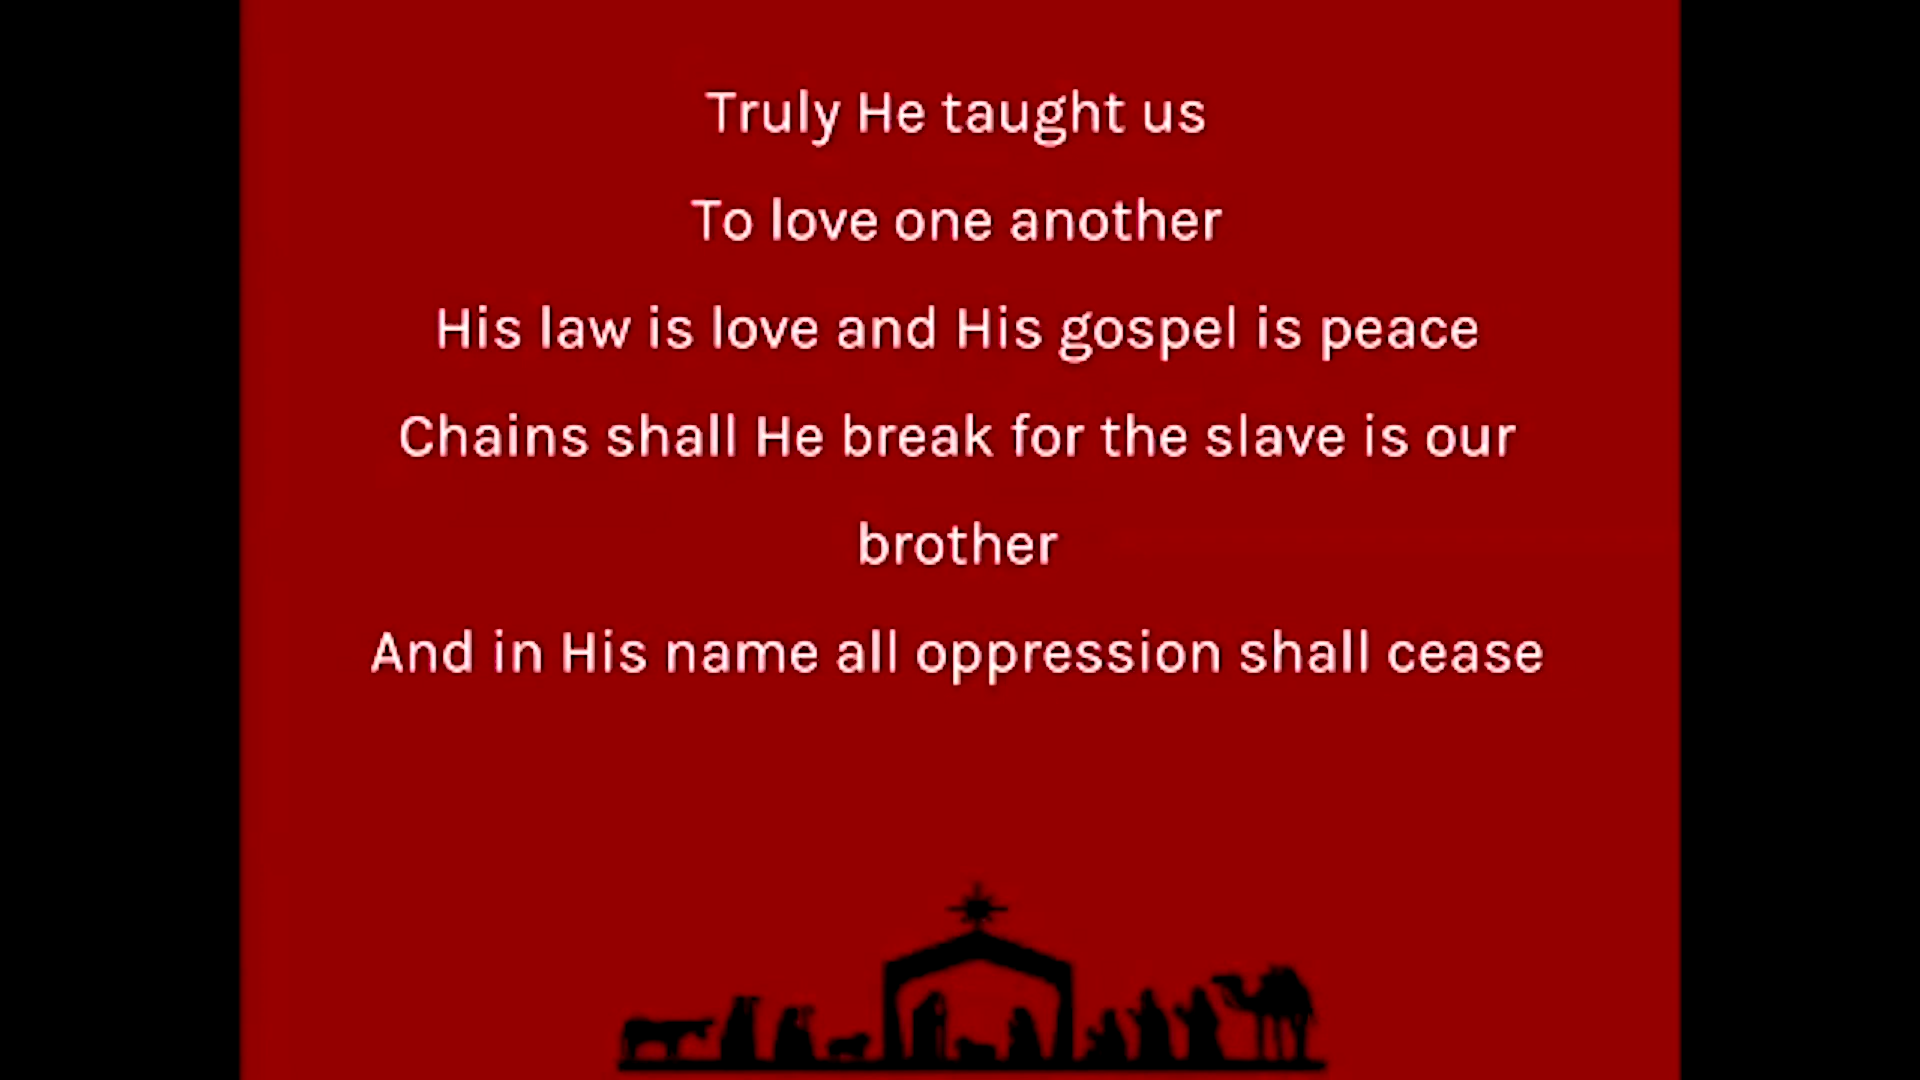 Truly He taught us
To love one another
His law is love and His gospel is peace
Chains shall He break for the slave is our
brother
And in His name all oppression shall cease